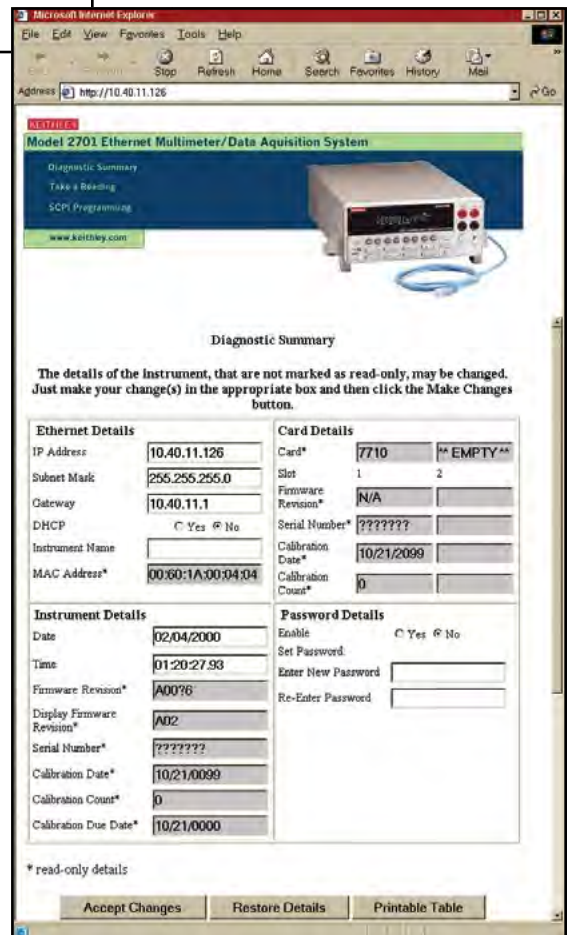 Microsoft Internet Explorer
File Edit View Favorites Tools Help
Stop Refresh Home Search Favorites History Mail
Address http://10.40.11.126 Go
KEITHLEY
Model 2701 Ethernet Multimeter/Data Aquisition System
Diagnostic Summary
Take a Reading
SCPI Programming
www.keithley.com
Diagnostic Summary
The details of the instrument, that are not marked as read-only, may be changed.
Just make your change(s) in the appropriate box and then click the Make Changes
button.
Ethernet Details
IP Address 10.40.11.126
Subnet Mask 255.255.255.0
Gateway 10.40.11.1
DHCP Yes No
Instrument Name
MAC Address* 00:60:1A:00:04:04
Card Details
Card* 7710 ** EMPTY **
Slot 1 2
Firmware
Revision* N/A
Serial Number* ???????
Calibration
Date* 10/21/2099
Calibration
Count* 0
Instrument Details
Date 02/04/2000
Time 01:20:27.93
Firmware Revision* A00?6
Display Firmware
Revision* A02
Serial Number* ???????
Calibration Date* 10/21/0099
Calibration Count* 0
Calibration Due Date* 10/21/0000
Password Details
Enable Yes No
Set Password:
Enter New Password
Re-Enter Password
* read-only details
Accept Changes Restore Details Printable Table